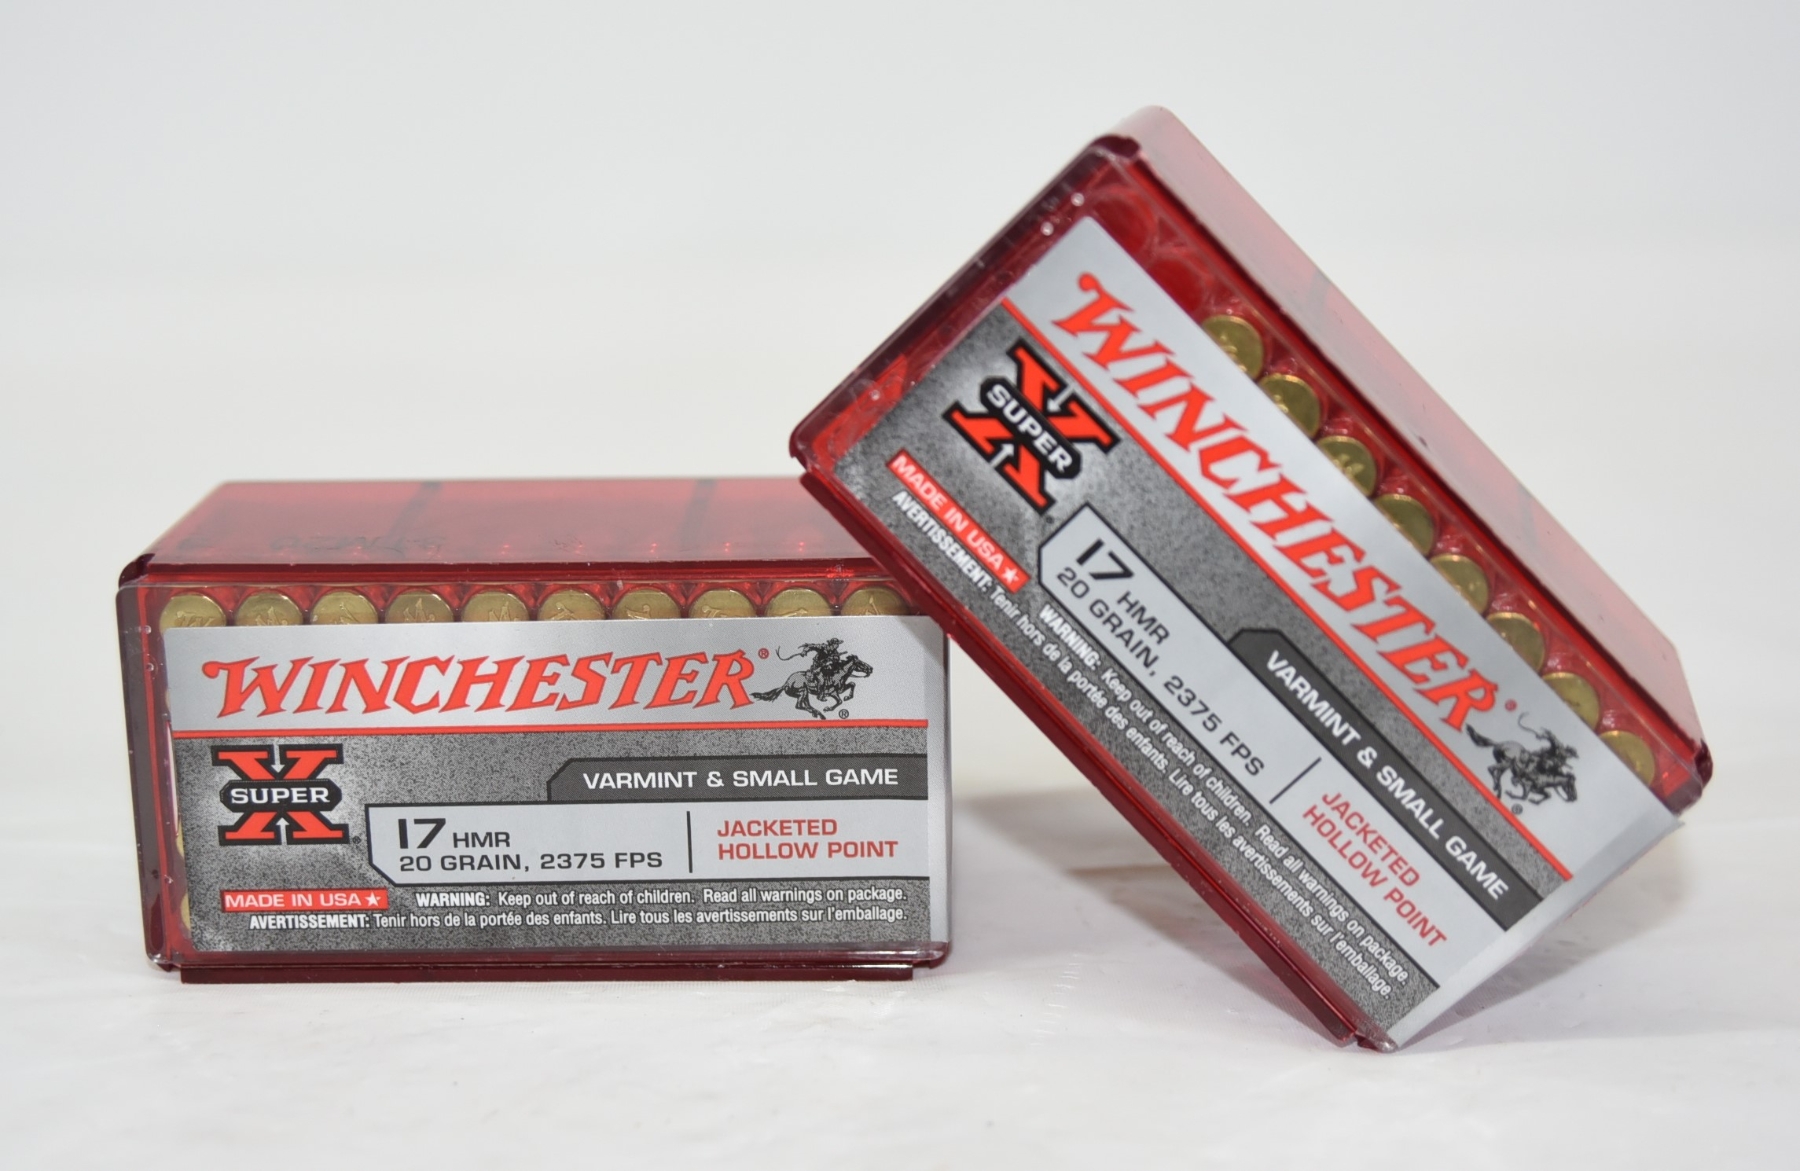 WINCHESTER®
®
X SUPER®
VARMINT & SMALL GAME
17 HMR
20 GRAIN, 2375 FPS
JACKETED
HOLLOW POINT
MADE IN USA★
WARNING: Keep out of reach of children. Read all warnings on package.
AVERTISSEMENT: Tenir hors de la portée des enfants. Lire tous les avertissements sur l'emballage.
WINCHESTER®
®
X SUPER
VARMINT & SMALL GAME
17 HMR
20 GRAIN, 2375 FPS
JACKETED
HOLLOW POINT
MADE IN USA★
WARNING: Keep out of reach of children. Read all warnings on package.
AVERTISSEMENT: Tenir hors de la portée des enfants. Lire tous les avertissements sur l'emballage.